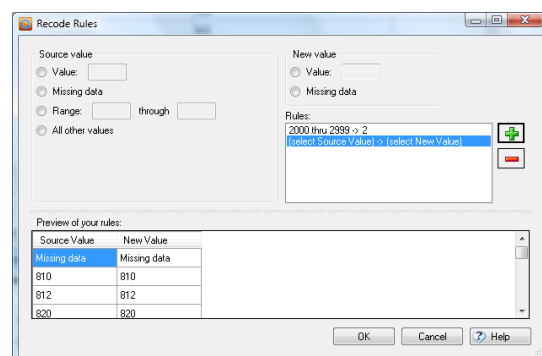 Recode Rules
Source value
Value:
Missing data
Range: through
All other values
New value
Value:
Missing data
Rules:
2000 thru 2999 -> 2
(select Source Value) -> (select New Value)
Preview of your rules:
Source Value New Value
Missing data Missing data
810 810
812 812
820 820
OK Cancel Help